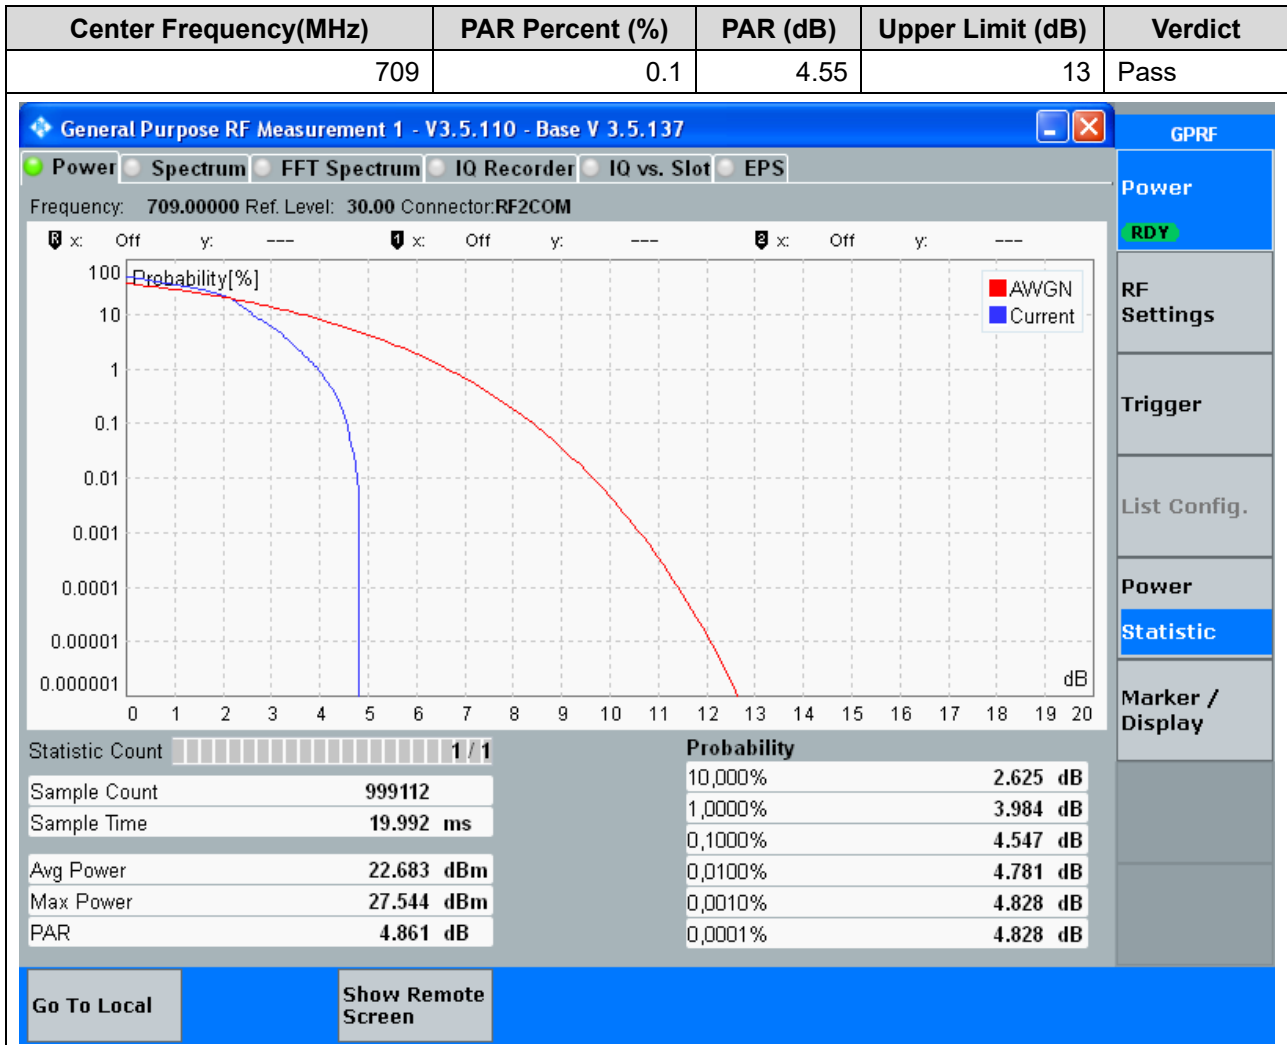 Center Frequency(MHz) PAR Percent (%) PAR (dB) Upper Limit (dB) Verdict
709 0.1 4.55 13 Pass
General Purpose RF Measurement 1 - V3.5.110 - Base V 3.5.137
GPRF
Power Spectrum FFT Spectrum IQ Recorder IQ vs. Slot EPS
Power
RDY
Frequency: 709.00000 Ref. Level: 30.00 Connector:RF2COM
R x: Off y: --- 1 x: Off y: --- 2 x: Off y: ---
Probability[%]
AWGN
Current
100
10
1
0.1
0.01
0.001
0.0001
0.00001
0.000001
dB
0 1 2 3 4 5 6 7 8 9 10 11 12 13 14 15 16 17 18 19 20
RF
Settings
Trigger
List Config.
Power
Statistic
Marker /
Display
Statistic Count 1 / 1
Sample Count 999112
Sample Time 19.992 ms
Avg Power 22.683 dBm
Max Power 27.544 dBm
PAR 4.861 dB
Probability
10,000% 2.625 dB
1,0000% 3.984 dB
0,1000% 4.547 dB
0,0100% 4.781 dB
0,0010% 4.828 dB
0,0001% 4.828 dB
Go To Local
Show Remote
Screen